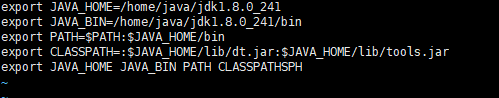 export JAVA_HOME=/home/java/jdk1.8.0_241
export JAVA_BIN=/home/java/jdk1.8.0_241/bin
export PATH=$PATH:$JAVA_HOME/bin
export CLASSPATH=:$JAVA_HOME/lib/dt.jar:$JAVA_HOME/lib/tools.jar
export JAVA_HOME JAVA_BIN PATH CLASSPATHSPH
~
~